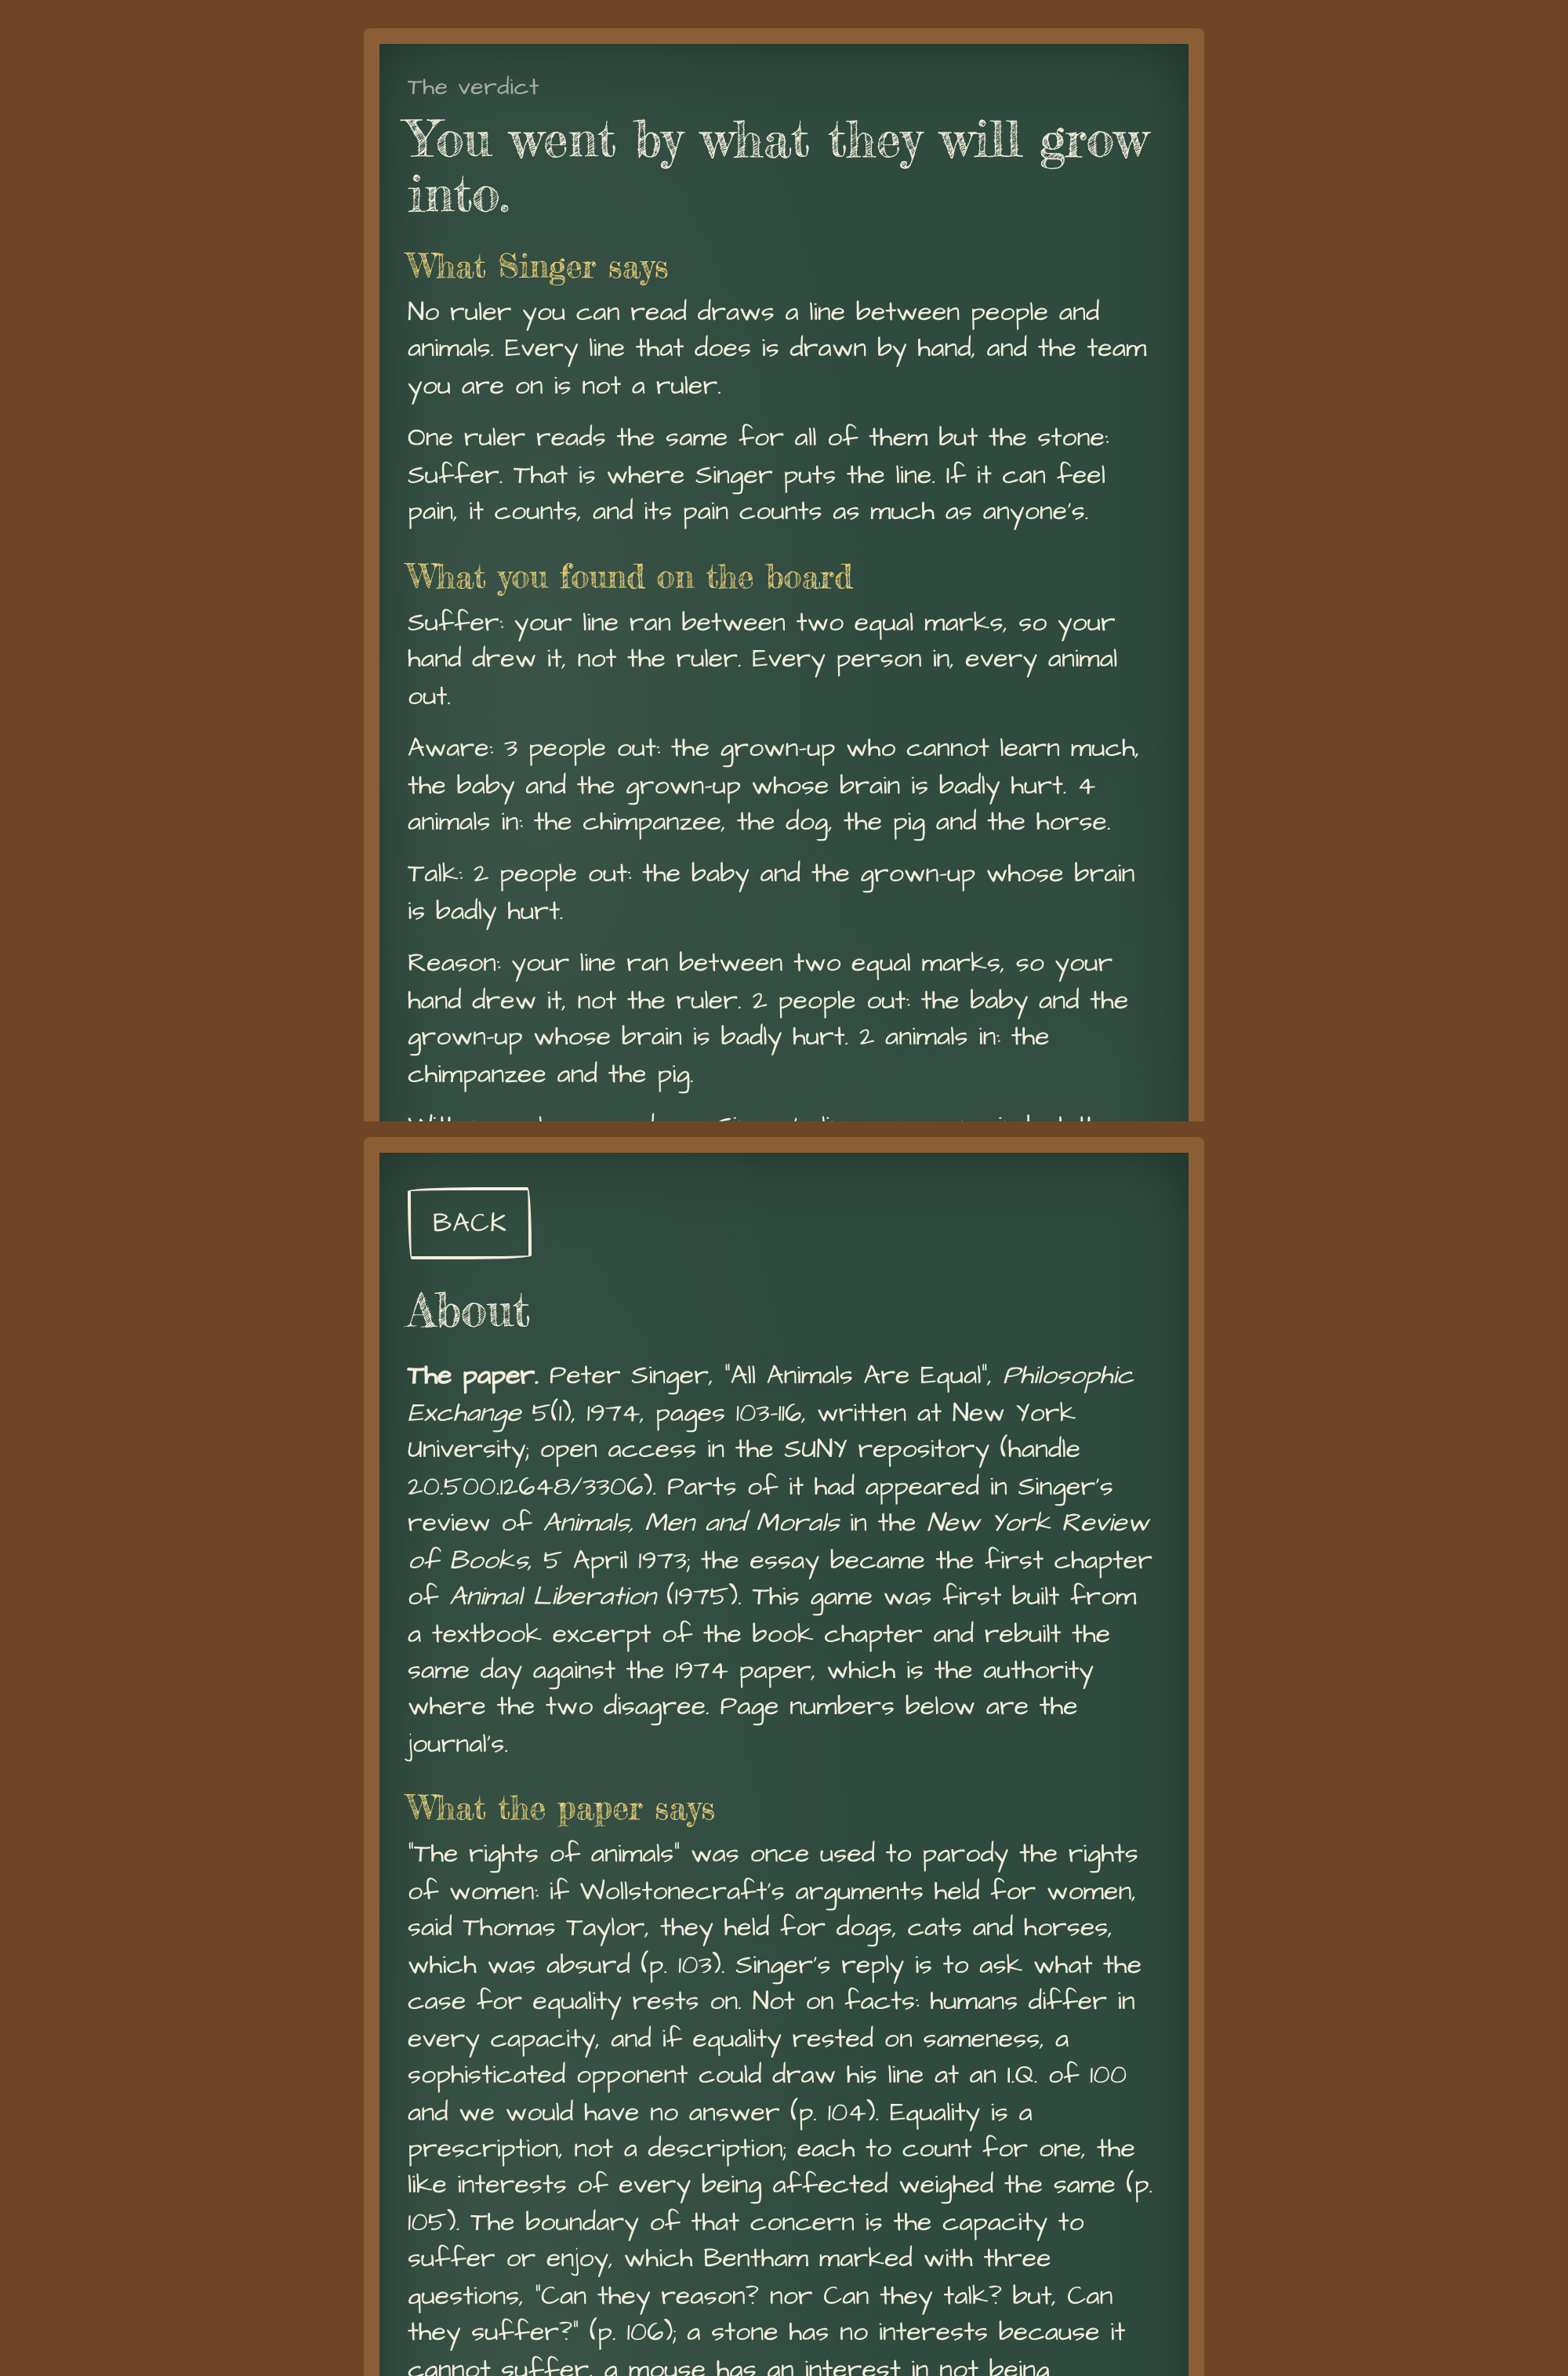 The verdict
You went by what they will grow
into.
What Singer says
No ruler you can read draws a line between people and
animals. Every line that does is drawn by hand, and the team
you are on is not a ruler.
One ruler reads the same for all of them but the stone:
Suffer. That is where Singer puts the line. If it can feel
pain, it counts, and its pain counts as much as anyone's.
What you found on the board
Suffer: your line ran between two equal marks, so your
hand drew it, not the ruler. Every person in, every animal
out.
Aware: 3 people out: the grown-up who cannot learn much,
the baby and the grown-up whose brain is badly hurt. 4
animals in: the chimpanzee, the dog, the pig and the horse.
Talk: 2 people out: the baby and the grown-up whose brain
is badly hurt.
Reason: your line ran between two equal marks, so your
hand drew it, not the ruler. 2 people out: the baby and the
grown-up whose brain is badly hurt. 2 animals in: the
chimpanzee and the pig.
BACK
About
The paper. Peter Singer, "All Animals Are Equal", Philosophic
Exchange 5(1), 1974, pages 103-116, written at New York
University; open access in the SUNY repository (handle
20.500.12648/3306). Parts of it had appeared in Singer's
review of Animals, Men and Morals in the New York Review
of Books, 5 April 1973; the essay became the first chapter
of Animal Liberation (1975). This game was first built from
a textbook excerpt of the book chapter and rebuilt the
same day against the 1974 paper, which is the authority
where the two disagree. Page numbers below are the
journal's.
What the paper says
"The rights of animals" was once used to parody the rights
of women: if Wollstonecraft's arguments held for women,
said Thomas Taylor, they held for dogs, cats and horses,
which was absurd (p. 103). Singer's reply is to ask what the
case for equality rests on. Not on facts: humans differ in
every capacity, and if equality rested on sameness, a
sophisticated opponent could draw his line at an I.Q. of 100
and we would have no answer (p. 104). Equality is a
prescription, not a description; each to count for one, the
like interests of every being affected weighed the same (p.
105). The boundary of that concern is the capacity to
suffer or enjoy, which Bentham marked with three
questions, "Can they reason? nor Can they talk? but, Can
they suffer?" (p. 106); a stone has no interests because it
cannot suffer, a mouse has an interest in not being